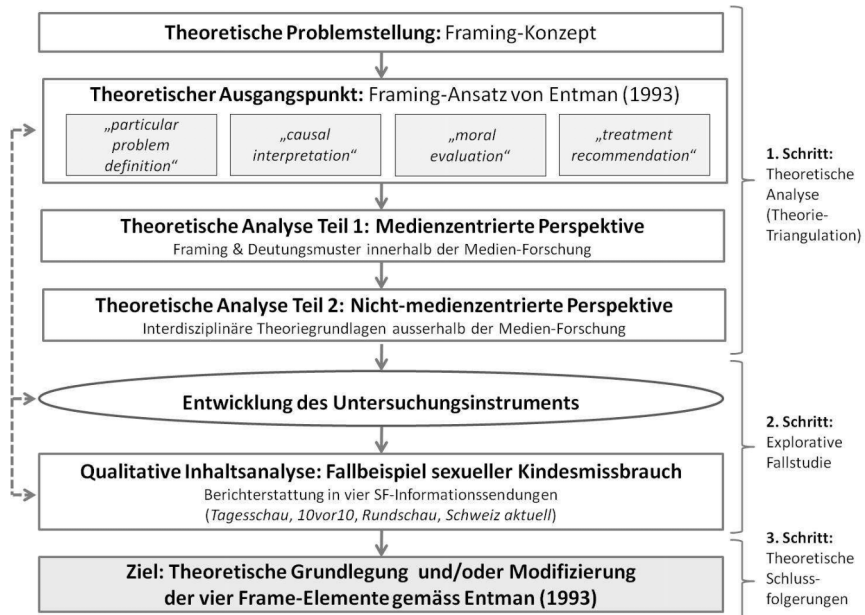 Theoretische Problemstellung: Framing-Konzept
Theoretischer Ausgangspunkt: Framing-Ansatz von Entman (1993)
„particular
problem
definition“
„causal
interpretation“
„moral
evaluation“
„treatment
recommendation“
Theoretische Analyse Teil 1: Medienzentrierte Perspektive
Framing & Deutungsmuster innerhalb der Medien-Forschung
Theoretische Analyse Teil 2: Nicht-medienzentrierte Perspektive
Interdisziplinäre Theoriegrundlagen ausserhalb der Medien-Forschung
1. Schritt:
Theoretische
Analyse
(Theorie-
Triangulation)
Entwicklung des Untersuchungsinstruments
Qualitative Inhaltsanalyse: Fallbeispiel sexueller Kindesmissbrauch
Berichterstattung in vier SF-Informationssendungen
(Tagesschau, 10vor10, Rundschau, Schweiz aktuell)
2. Schritt:
Explorative
Fallstudie
Ziel: Theoretische Grundlegung und/oder Modifizierung
der vier Frame-Elemente gemäss Entman (1993)
3. Schritt:
Theoretische
Schluss-
folgerungen